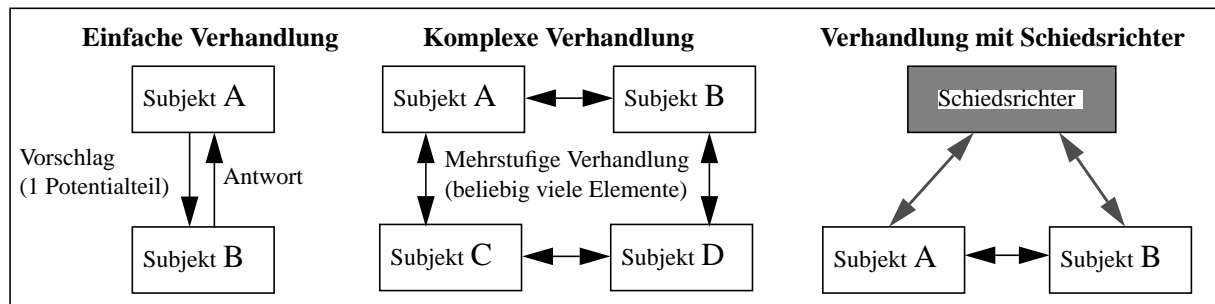 Einfache Verhandlung
Subjekt A
Vorschlag
(1 Potentialteil)
Antwort
Subjekt B
Komplexe Verhandlung
Subjekt A
Subjekt B
Mehrstufige Verhandlung
(beliebig viele Elemente)
Subjekt C
Subjekt D
Verhandlung mit Schiedsrichter
Schiedsrichter
Subjekt A
Subjekt B